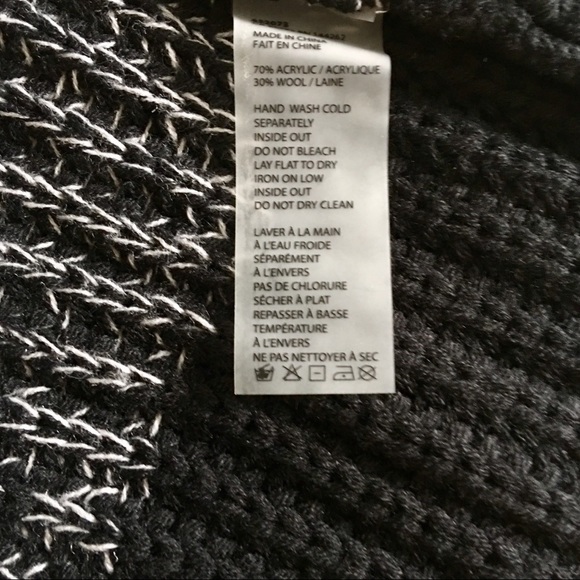 MADE IN CHINA
FAIT EN CHINE
70% ACRYLIC / ACRYLIQUE
30% WOOL / LAINE
HAND WASH COLD
SEPARATELY
INSIDE OUT
DO NOT BLEACH
LAY FLAT TO DRY
IRON ON LOW
INSIDE OUT
DO NOT DRY CLEAN
LAVER À LA MAIN
À L'EAU FROIDE
SÉPARÉMENT
À L'ENVERS
PAS DE CHLORURE
SÉCHER À PLAT
REPASSER À BASSE
TEMPÉRATURE
À L'ENVERS
NE PAS NETTOYER À SEC